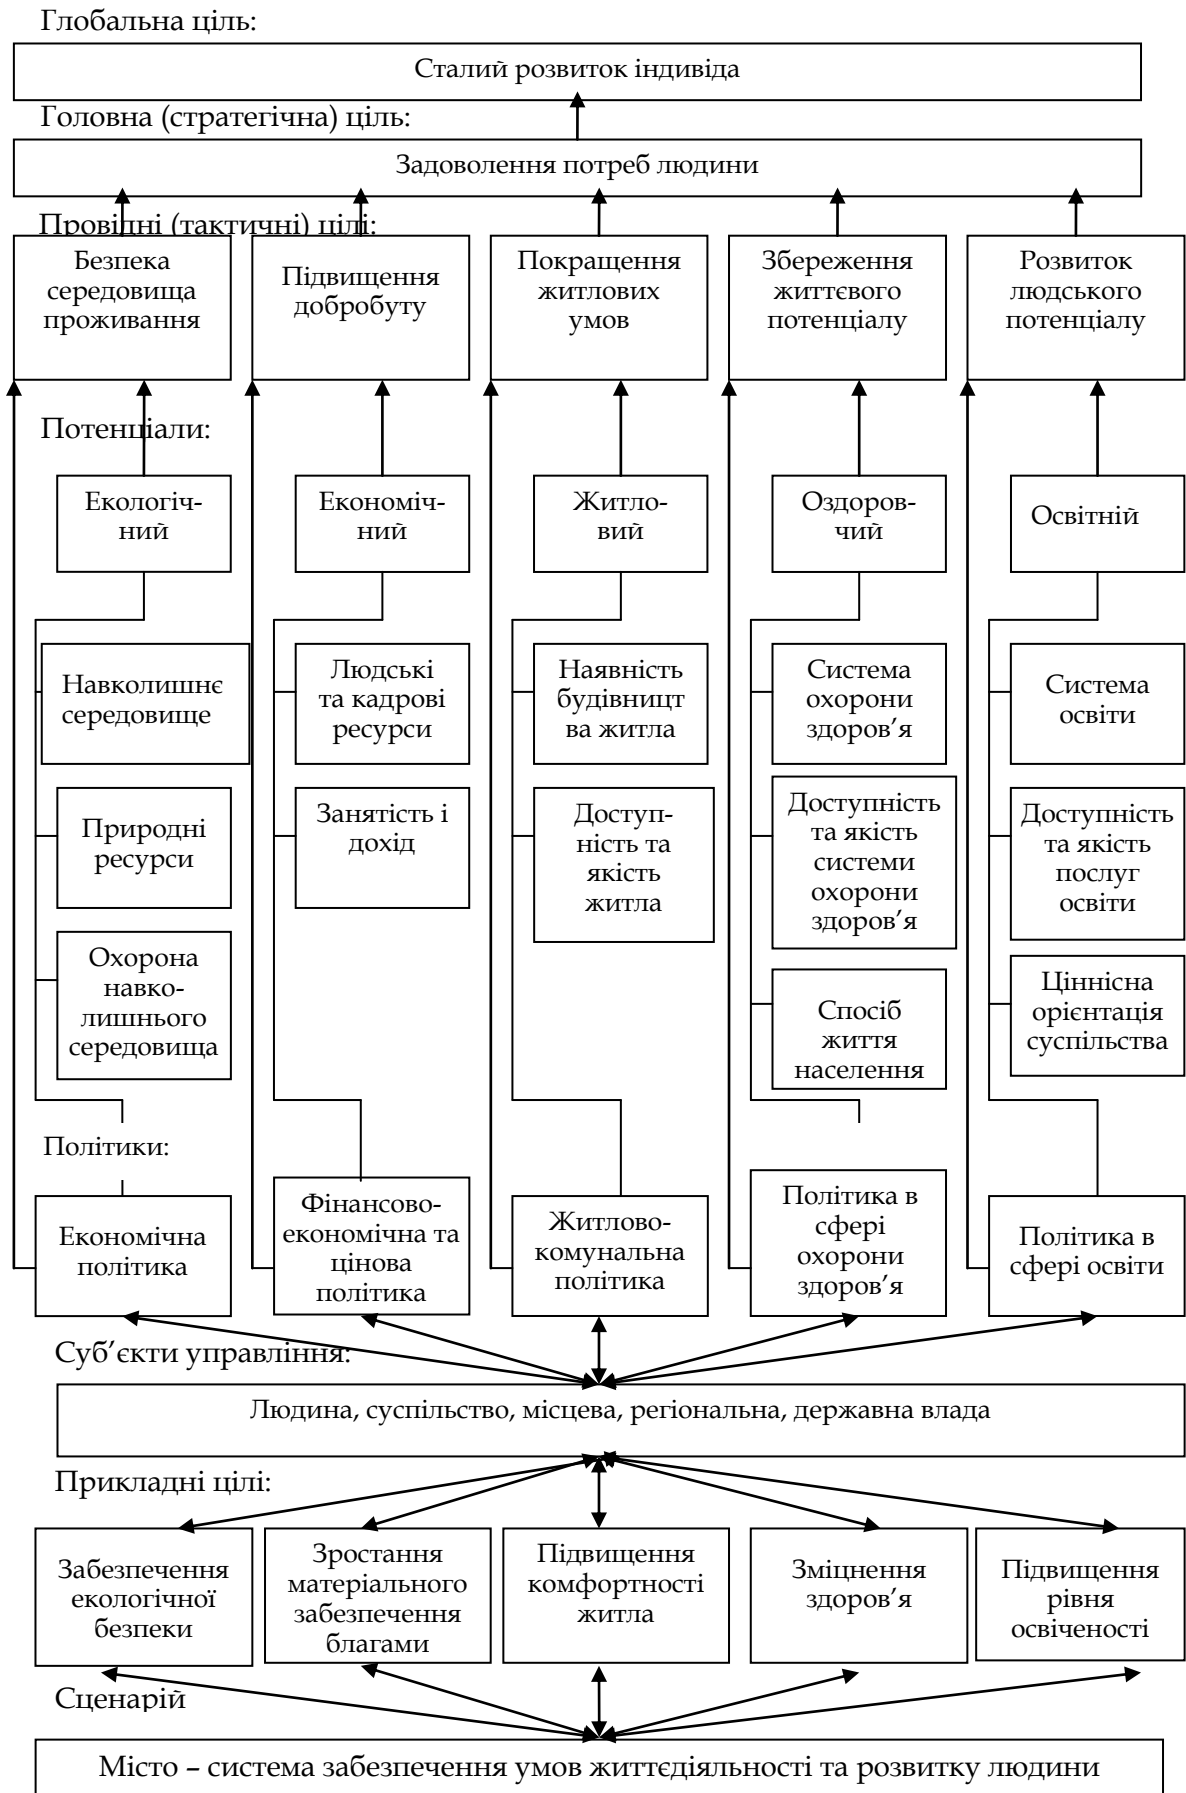 Глобальна ціль:
Сталий розвиток індивіда
Головна (стратегічна) ціль:
Задоволення потреб людини
Провідні (тактичні) цілі:
Безпека
середовища
проживання
Підвищення
добробуту
Покращення
житлових
умов
Збереження
життєвого
потенціалу
Розвиток
людського
потенціалу
Потенціали:
Екологіч-
ний
Економіч-
ний
Житло-
вий
Оздоров-
чий
Освітній
Навколишнє
середовище
Людські
та кадрові
ресурси
Наявність
будівницт
ва житла
Система
охорони
здоров’я
Система
освіти
Природні
ресурси
Занятість і
дохід
Доступ-
ність та
якість
житла
Доступність
та якість
системи
охорони
здоров’я
Доступність
та якість
послуг
освіти
Охорона
навко-
лишнього
середовища
Спосіб
життя
населення
Ціннісна
орієнтація
суспільства
Політики:
Економічна
політика
Фінансово-
економічна та
цінова
політика
Житлово-
комунальна
політика
Політика в
сфері
охорони
здоров’я
Політика в
сфері освіти
Суб’єкти управління:
Людина, суспільство, місцева, регіональна, державна влада
Прикладні цілі:
Забезпечення
екологічної
безпеки
Зростання
матеріального
забезпечення
благами
Підвищення
комфортності
житла
Зміцнення
здоров’я
Підвищення
рівня
освіченості
Сценарій
Місто – система забезпечення умов життєдіяльності та розвитку людини